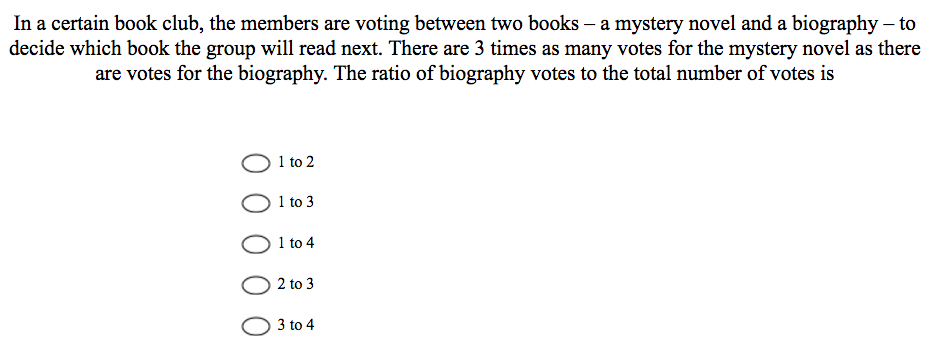 In a certain book club, the members are voting between two books – a mystery novel and a biography – to
decide which book the group will read next. There are 3 times as many votes for the mystery novel as there
are votes for the biography. The ratio of biography votes to the total number of votes is
1 to 2
1 to 3
1 to 4
2 to 3
3 to 4